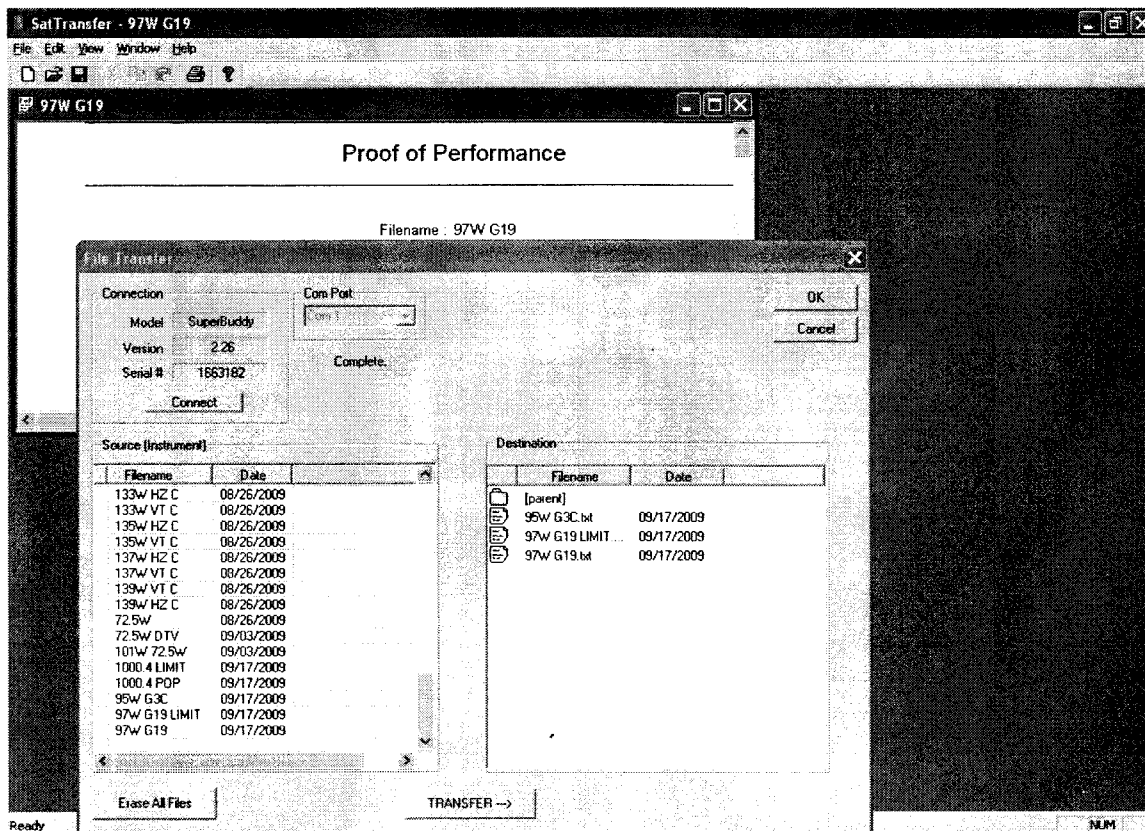 SatTransfer - 97W G19
File Edit View Window Help
97W G19
Proof of Performance
Filename : 97W G19
File Transfer
Connection
Model SuperBuddy
Version 2.26
Serial # 1663182
Connect
Com Port
Com 1
Complete.
OK
Cancel
Source (Instrument)
Filename Date
133W HZ C 08/26/2009
133W VT C 08/26/2009
135W HZ C 08/26/2009
135W VT C 08/26/2009
137W HZ C 08/26/2009
137W VT C 08/26/2009
139W VT C 08/26/2009
139W HZ C 08/26/2009
72.5W 08/26/2009
72.5W DTV 09/03/2009
101W 72.5W 09/03/2009
1000.4 LIMIT 09/17/2009
1000.4 POP 09/17/2009
95W G3C 09/17/2009
97W G19 LIMIT 09/17/2009
97W G19 09/17/2009
Destination
Filename Date
[parent]
95W G3C.txt 09/17/2009
97W G19 LIMIT ... 09/17/2009
97W G19.txt 09/17/2009
Erase All Files
TRANSFER -->
Ready
NUM